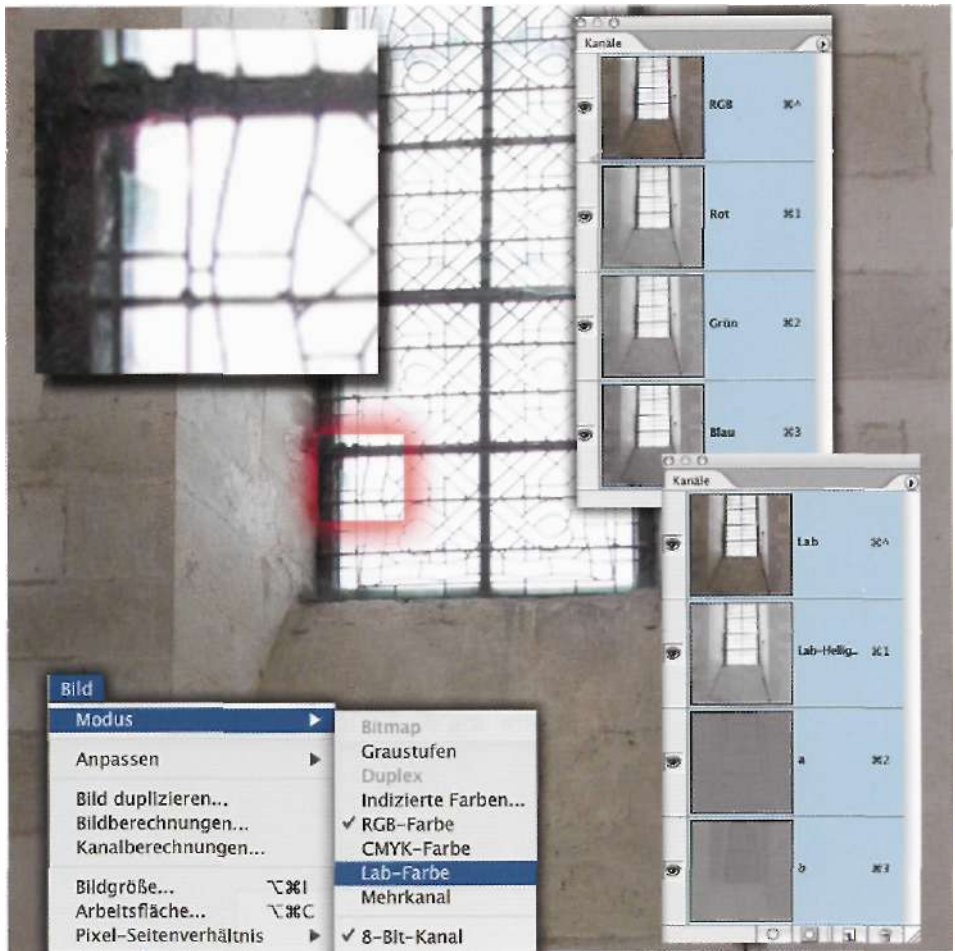 Kanäle
RGB ⌘^
Rot ⌘1
Grün ⌘2
Blau ⌘3
Kanäle
Lab ⌘^
Lab-Hellig... ⌘1
a ⌘2
b ⌘3
Bild
Modus
Anpassen
Bild duplizieren...
Bildberechnungen...
Kanalberechnungen...
Bildgröße... ⌥⌘I
Arbeitsfläche... ⌥⌘C
Pixel-Seitenverhältnis
Bitmap
Graustufen
Duplex
Indizierte Farben...
✓ RGB-Farbe
CMYK-Farbe
Lab-Farbe
Mehrkanal
✓ 8-Bit-Kanal